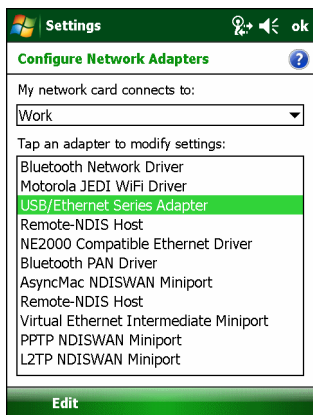 Settings
ok
Configure Network Adapters
?
My network card connects to:
Work
Tap an adapter to modify settings:
Bluetooth Network Driver
Motorola JEDI WiFi Driver
USB/Ethernet Series Adapter
Remote-NDIS Host
NE2000 Compatible Ethernet Driver
Bluetooth PAN Driver
AsyncMac NDISWAN Miniport
Remote-NDIS Host
Virtual Ethernet Intermediate Miniport
PPTP NDISWAN Miniport
L2TP NDISWAN Miniport
Edit